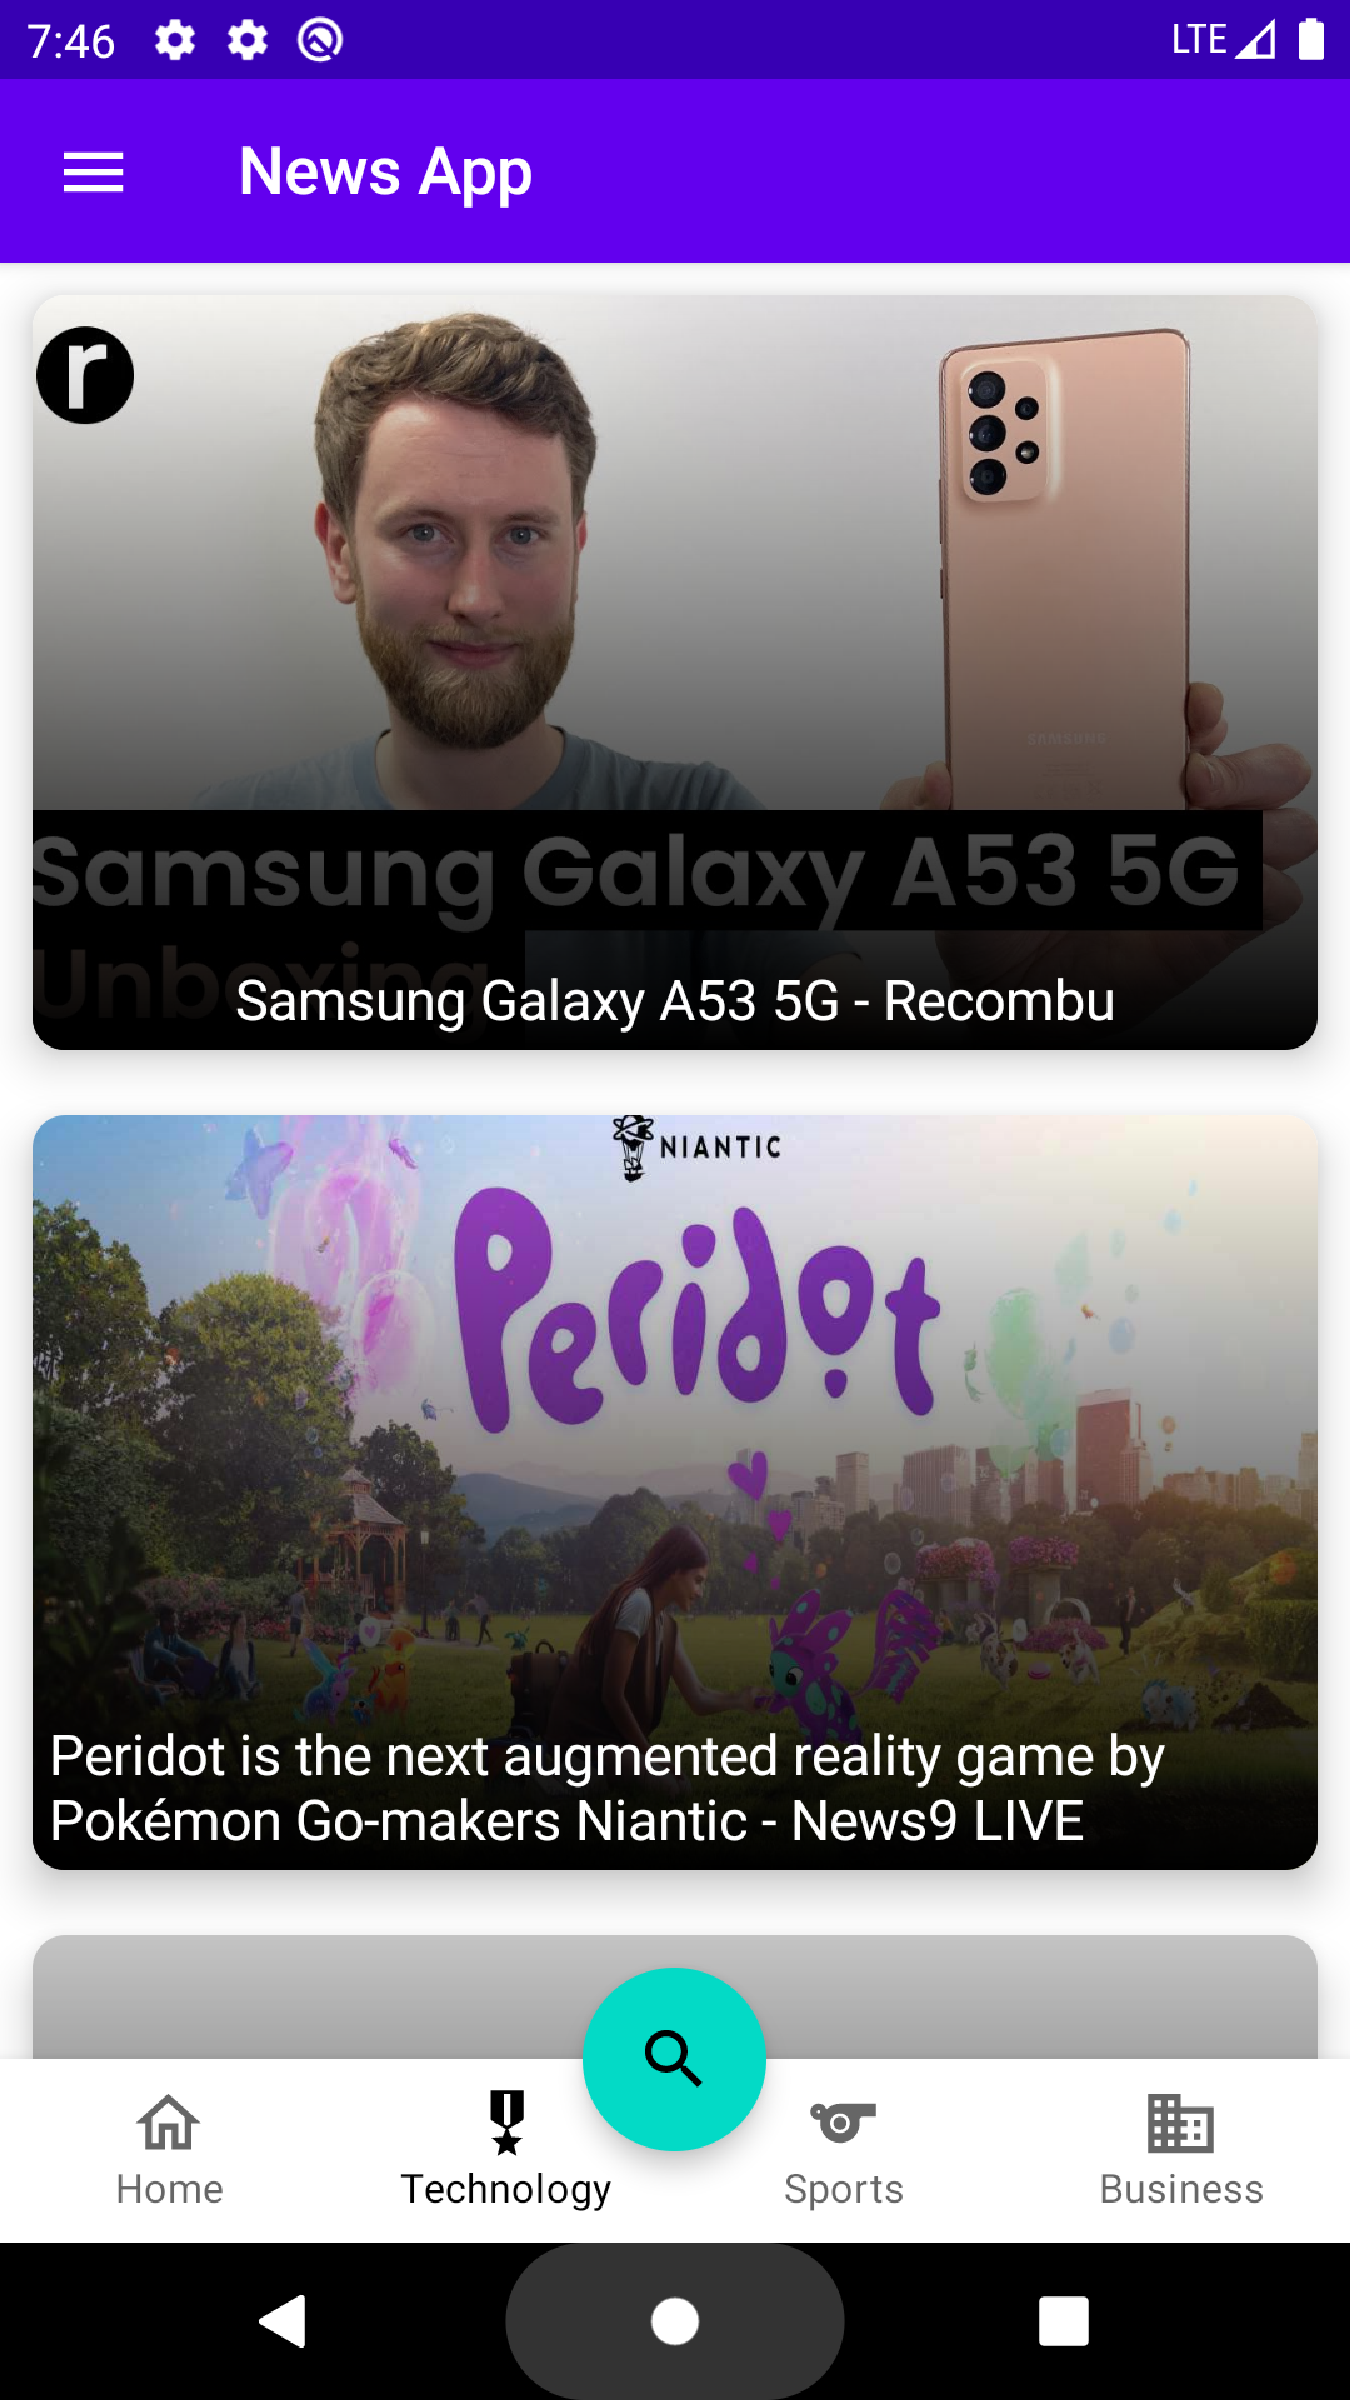 7:46
LTE
News App
r
SAMSUNG
Samsung Galaxy A53 5G
Unboxing
Samsung Galaxy A53 5G - Recombu
NIANTIC
Peridot
Peridot is the next augmented reality game by
Pokémon Go-makers Niantic - News9 LIVE
Home
Technology
Sports
Business